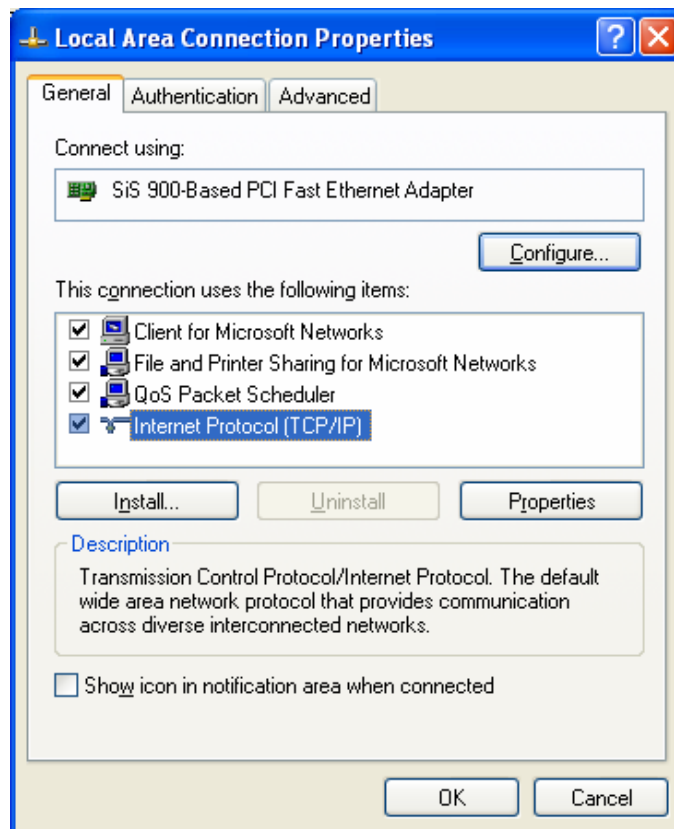 Local Area Connection Properties
General Authentication Advanced
Connect using:
SiS 900-Based PCI Fast Ethernet Adapter
Configure...
This connection uses the following items:
Client for Microsoft Networks
File and Printer Sharing for Microsoft Networks
QoS Packet Scheduler
Internet Protocol (TCP/IP)
Install... Uninstall Properties
Description
Transmission Control Protocol/Internet Protocol. The default
wide area network protocol that provides communication
across diverse interconnected networks.
Show icon in notification area when connected
OK Cancel